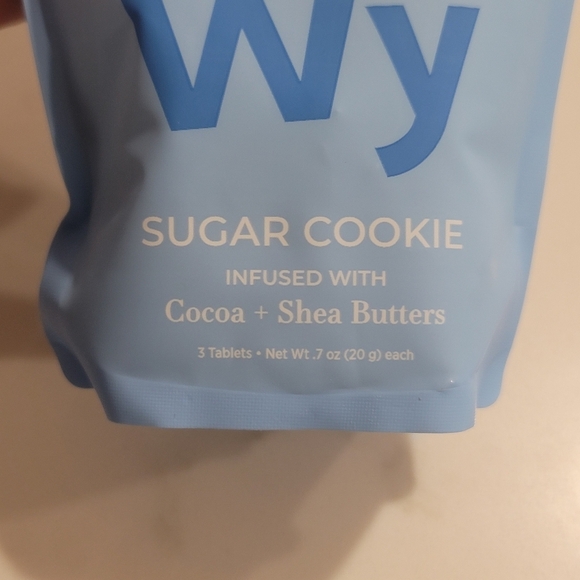 Wy
SUGAR COOKIE
INFUSED WITH
Cocoa + Shea Butters
3 Tablets • Net Wt .7 oz (20 g) each